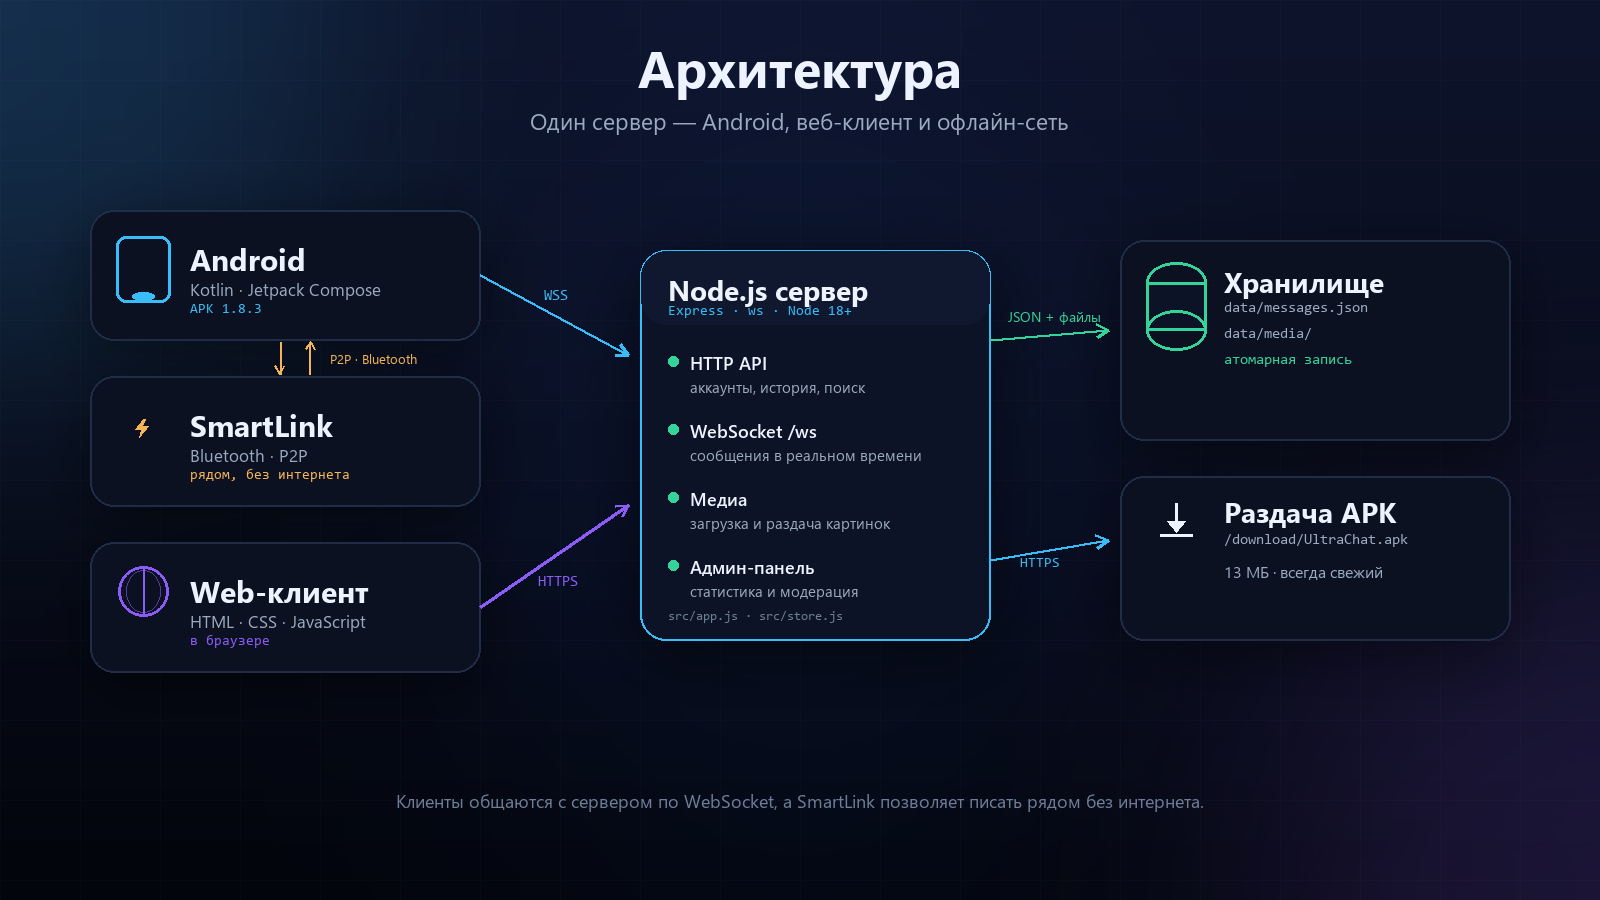 Архитектура
Один сервер — Android, веб-клиент и офлайн-сеть
Android
Kotlin · Jetpack Compose
APK 1.8.3
P2P · Bluetooth
SmartLink
Bluetooth · P2P
рядом, без интернета
Web-клиент
HTML · CSS · JavaScript
в браузере
WSS
HTTPS
Node.js сервер
Express · ws · Node 18+
HTTP API
аккаунты, история, поиск
WebSocket /ws
сообщения в реальном времени
Медиа
загрузка и раздача картинок
Админ-панель
статистика и модерация
src/app.js · src/store.js
JSON + файлы
HTTPS
Хранилище
data/messages.json
data/media/
атомарная запись
Раздача APK
/download/UltraChat.apk
13 МБ · всегда свежий
Клиенты общаются с сервером по WebSocket, а SmartLink позволяет писать рядом без интернета.